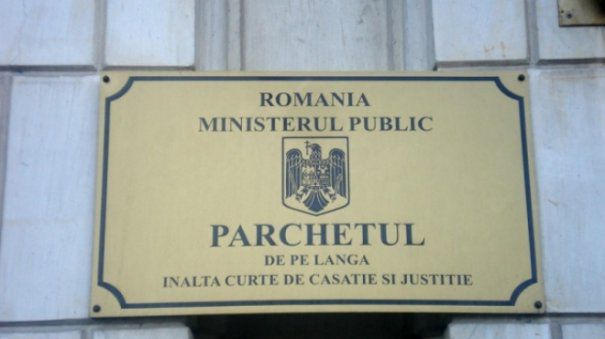 ROMANIA
MINISTERUL PUBLIC
PARCHETUL
DE PE LANGA
INALTA CURTE DE CASATIE SI JUSTITIE